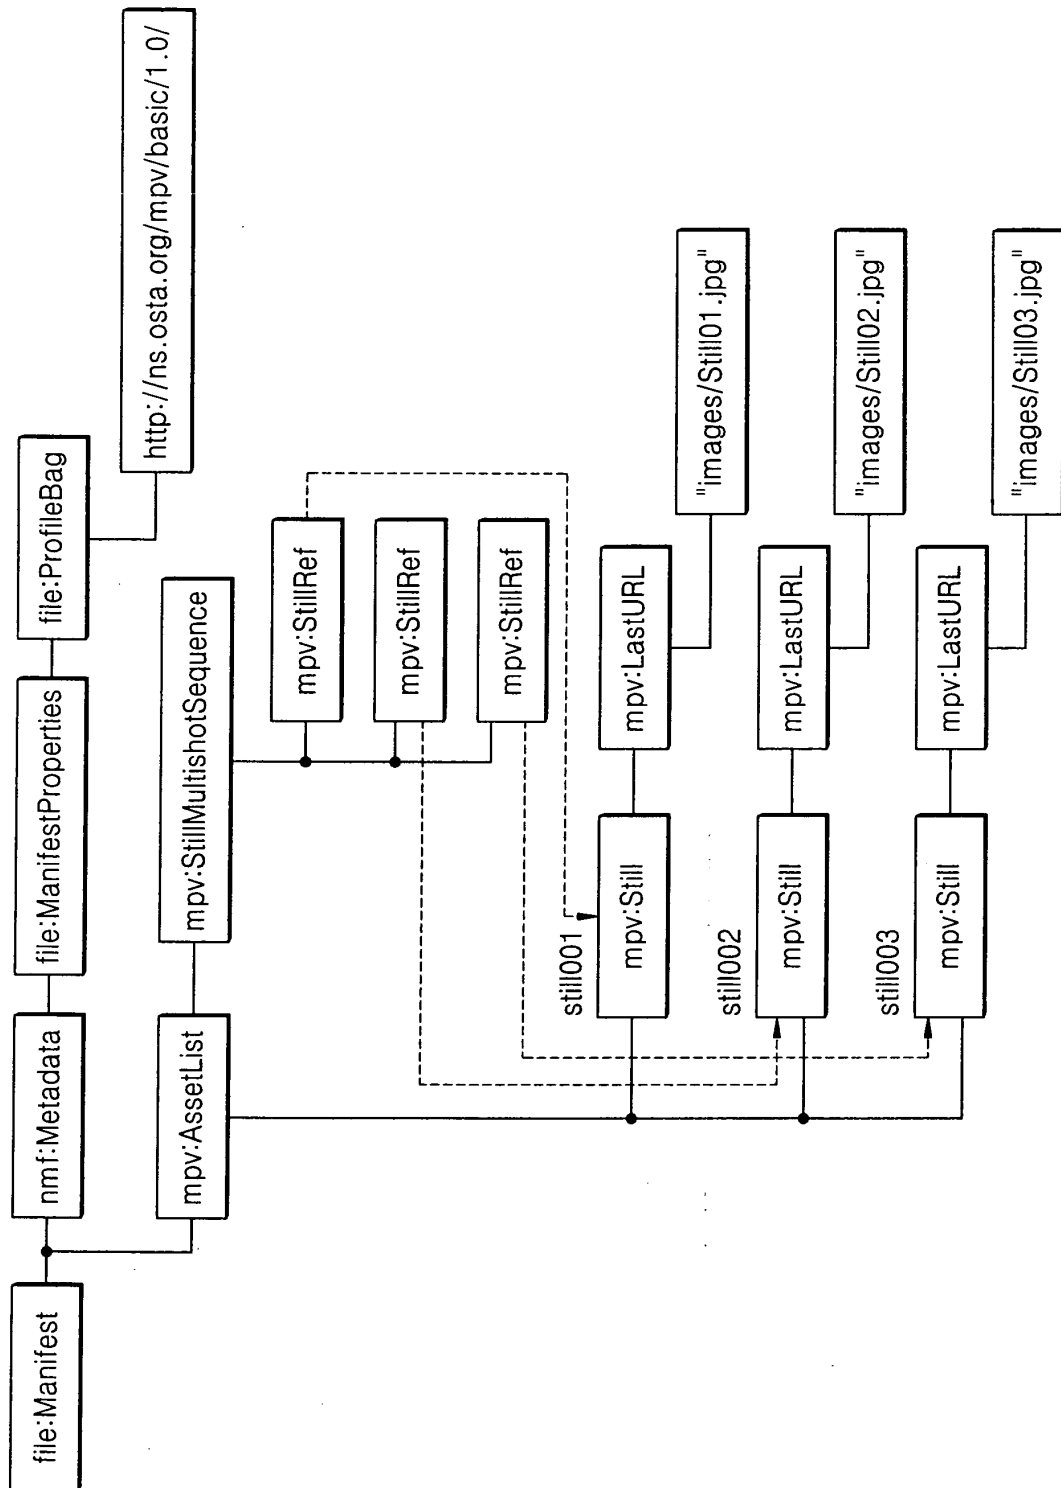 file:Manifest
nmf:Metadata
file:ManifestProperties
file:ProfileBag
http://ns.osta.org/mpv/basic/1.0/
mpv:AssetList
mpv:StillMultishotSequence
mpv:StillRef
mpv:StillRef
mpv:StillRef
still001
mpv:Still
mpv:LastURL
"images/Still01.jpg"
still002
mpv:Still
mpv:LastURL
"images/Still02.jpg"
still003
mpv:Still
mpv:LastURL
"images/Still03.jpg"